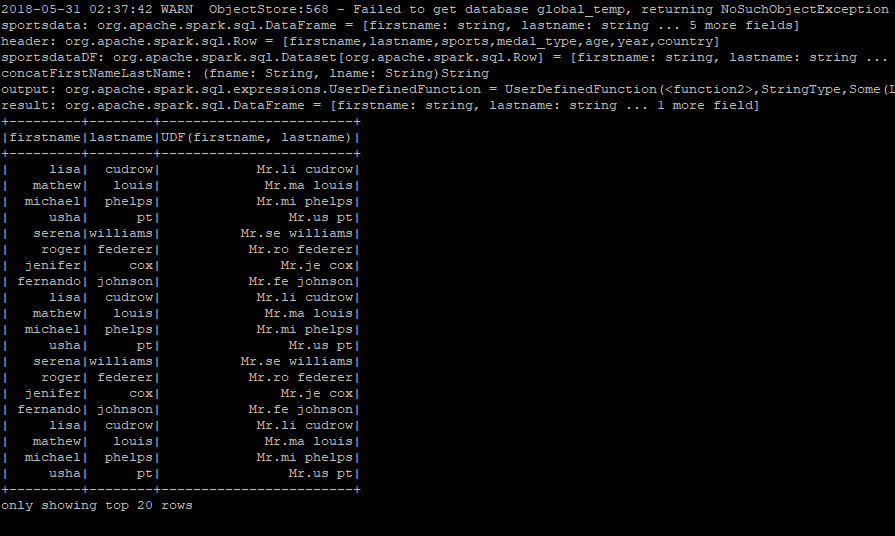 2018-05-31 02:37:42 WARN  ObjectStore:568 - Failed to get database global_temp, returning NoSuchObjectException
sportsdata: org.apache.spark.sql.DataFrame = [firstname: string, lastname: string ... 5 more fields]
header: org.apache.spark.sql.Row = [firstname,lastname,sports,medal_type,age,year,country]
sportsdataDF: org.apache.spark.sql.Dataset[org.apache.spark.sql.Row] = [firstname: string, lastname: string ...
concatFirstNameLastName: (fname: String, lname: String)String
output: org.apache.spark.sql.expressions.UserDefinedFunction = UserDefinedFunction(<function2>,StringType,Some(L
result: org.apache.spark.sql.DataFrame = [firstname: string, lastname: string ... 1 more field]
+---------+--------+------------------------+
|firstname|lastname|UDF(firstname, lastname)|
+---------+--------+------------------------+
|     lisa|  cudrow|            Mr.li cudrow|
|   mathew|   louis|             Mr.ma louis|
|  michael|  phelps|            Mr.mi phelps|
|     usha|      pt|                Mr.us pt|
|   serena|williams|          Mr.se williams|
|    roger| federer|           Mr.ro federer|
|  jenifer|     cox|               Mr.je cox|
| fernando| johnson|           Mr.fe johnson|
|     lisa|  cudrow|            Mr.li cudrow|
|   mathew|   louis|             Mr.ma louis|
|  michael|  phelps|            Mr.mi phelps|
|     usha|      pt|                Mr.us pt|
|   serena|williams|          Mr.se williams|
|    roger| federer|           Mr.ro federer|
|  jenifer|     cox|               Mr.je cox|
| fernando| johnson|           Mr.fe johnson|
|     lisa|  cudrow|            Mr.li cudrow|
|   mathew|   louis|             Mr.ma louis|
|  michael|  phelps|            Mr.mi phelps|
|     usha|      pt|                Mr.us pt|
+---------+--------+------------------------+
only showing top 20 rows